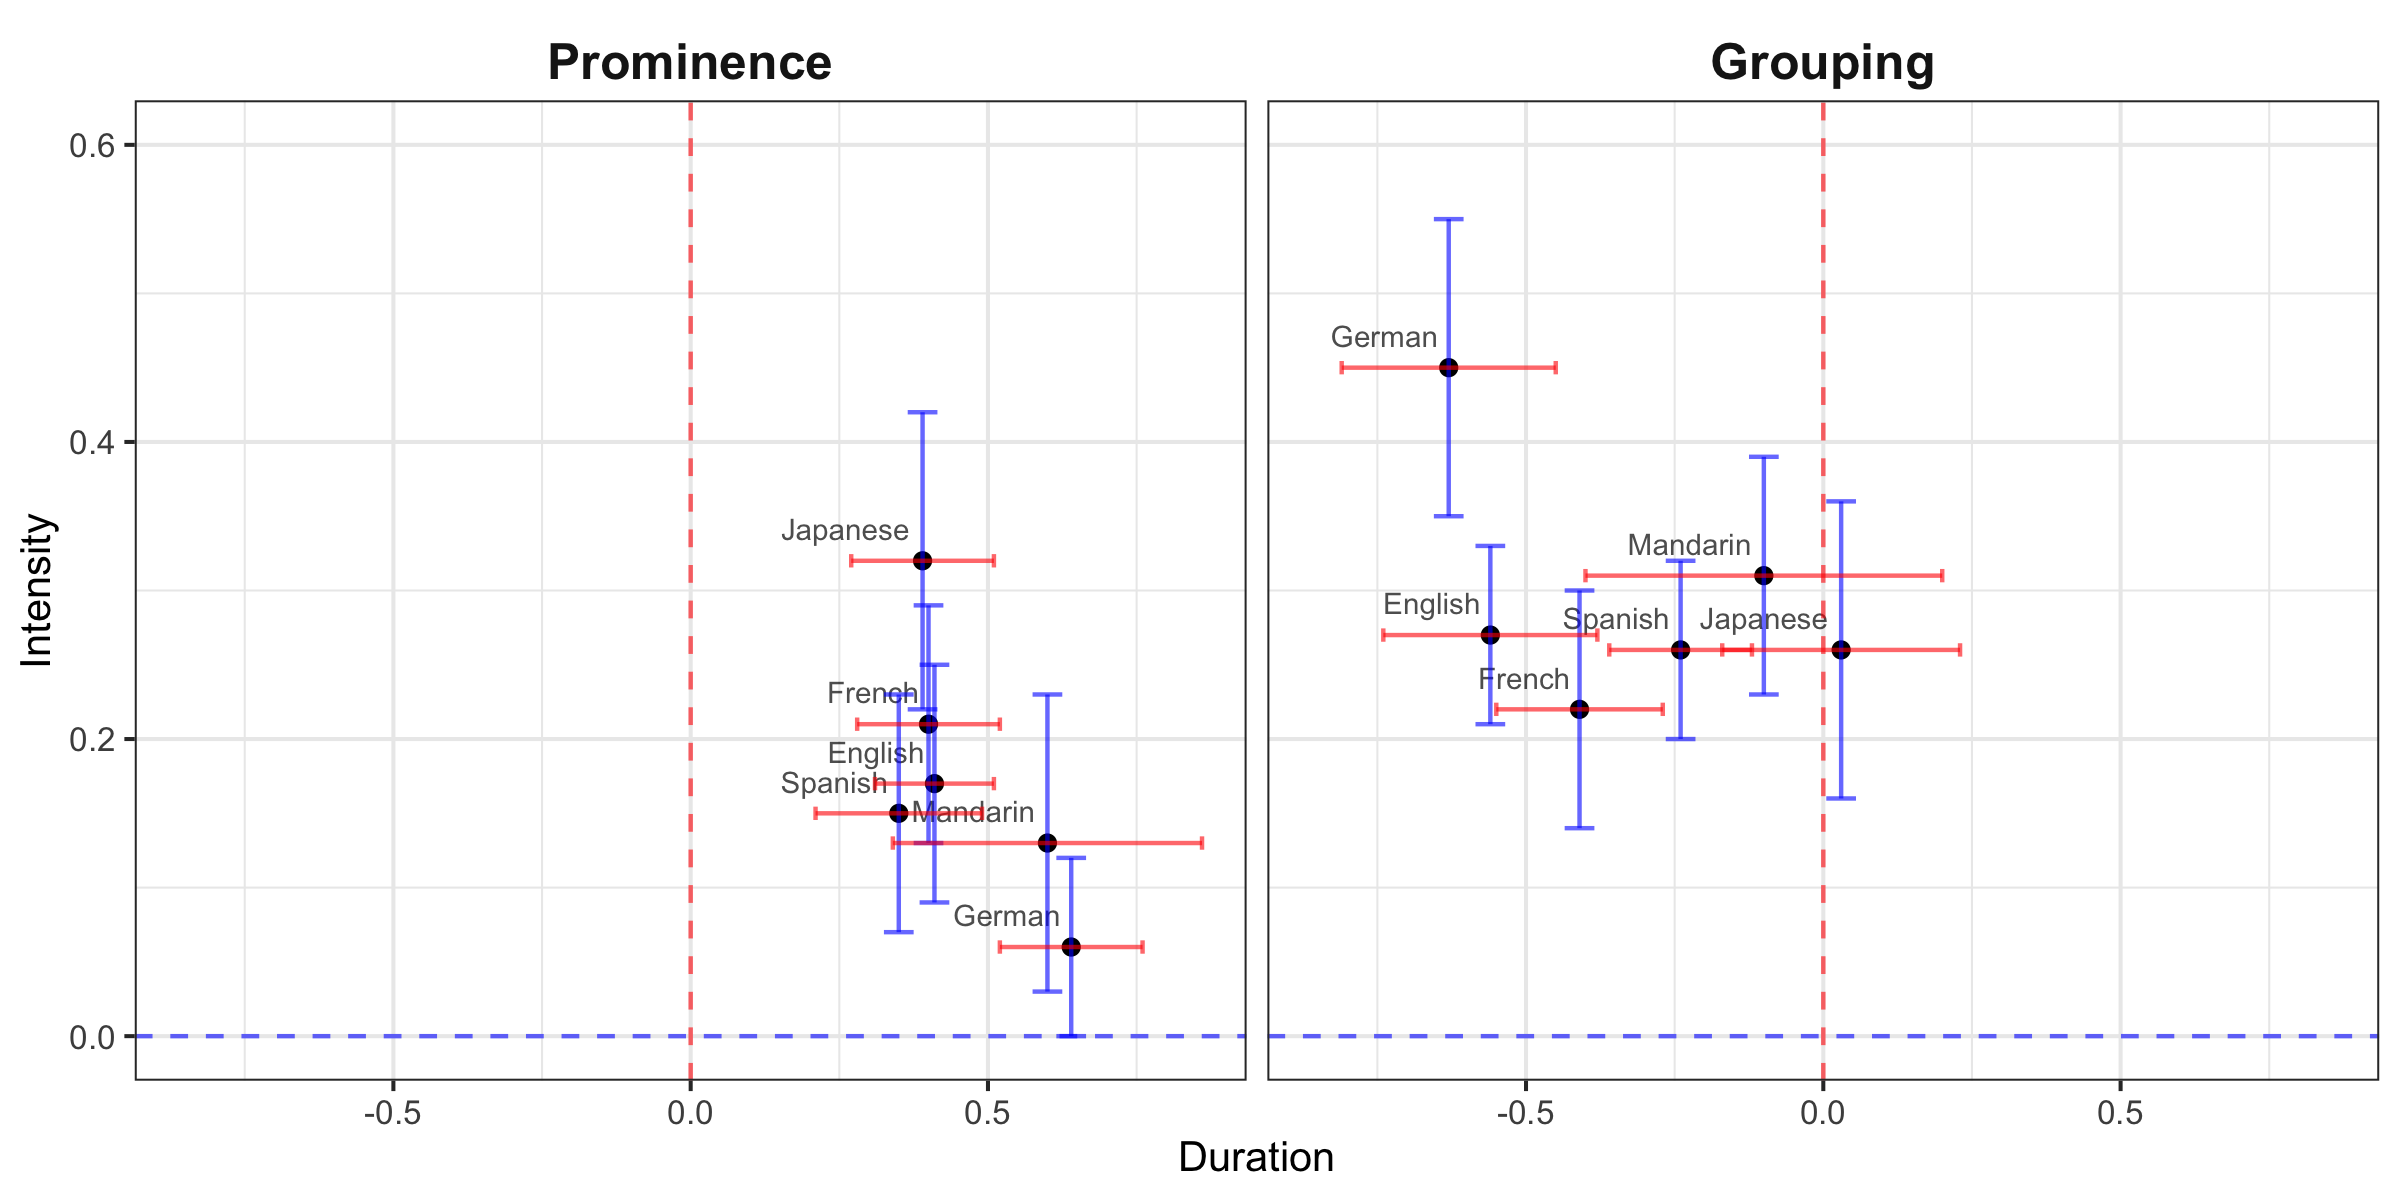 Prominence
Grouping
0.6
0.4
0.2
0.0
Intensity
Japanese
French
English
Spanish
Mandarin
German
German
Mandarin
English
Spanish
Japanese
French
-0.5
0.0
0.5
-0.5
0.0
0.5
Duration